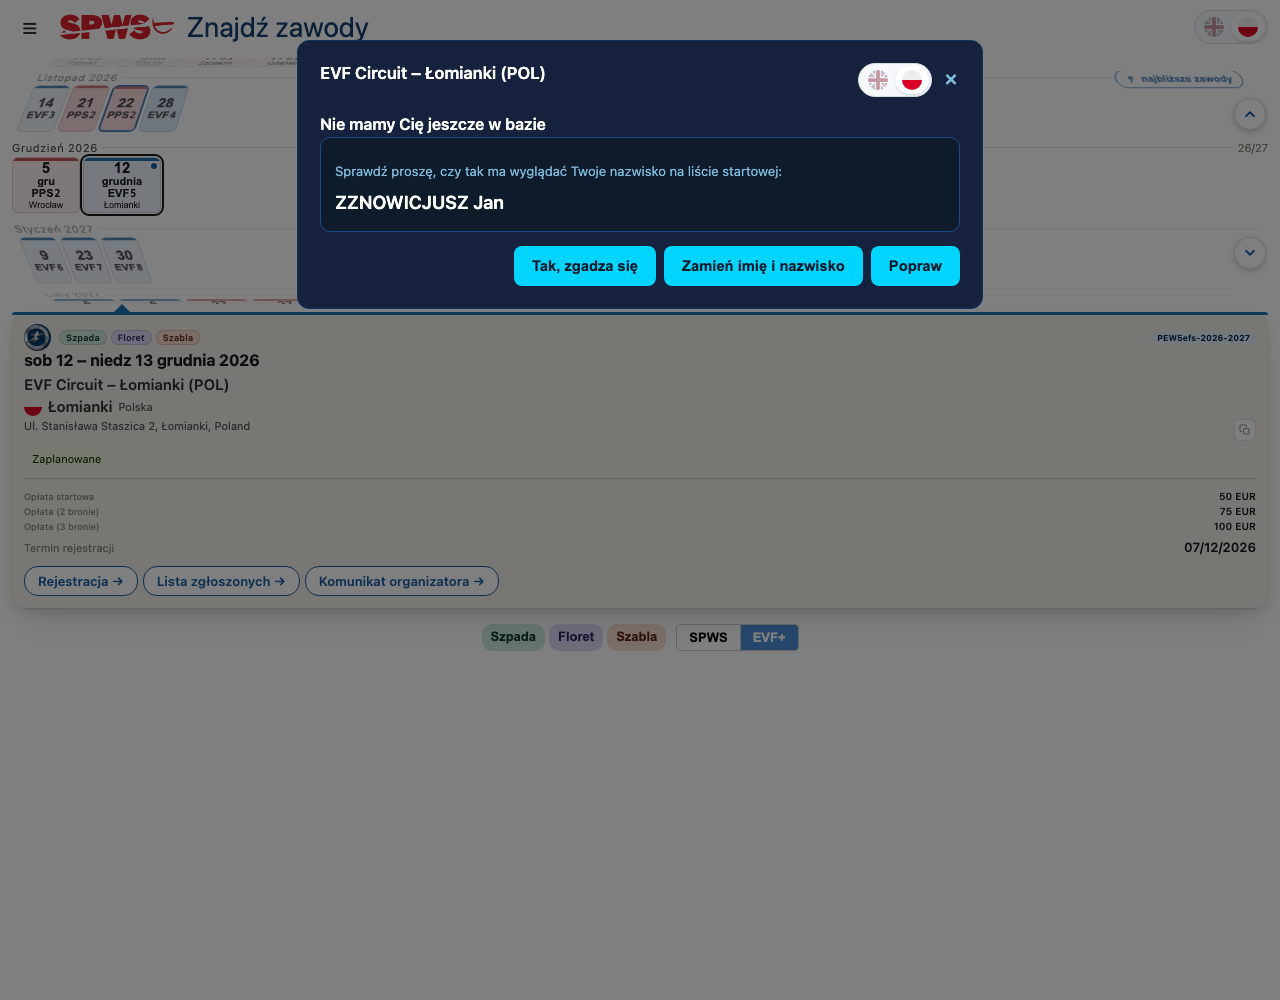 SPWS Znajdź zawody
EVF Circuit – Łomianki (POL)
Nie mamy Cię jeszcze w bazie
Sprawdź proszę, czy tak ma wyglądać Twoje nazwisko na liście startowej:
ZZNOWICJUSZ Jan
Tak, zgadza się
Zamień imię i nazwisko
Popraw
Listopad 2026
↑ najbliższe zawody
14 EVF3
21 PPS2
22 PPS2
28 EVF4
Grudzień 2026
26/27
5
gru
PPS2
Wrocław
12
grudnia
EVF5
Łomianki
Styczeń 2027
9 EVF6
23 EVF7
30 EVF8
Szpada Floret Szabla
PEW5efs-2026-2027
sob 12 – niedz 13 grudnia 2026
EVF Circuit – Łomianki (POL)
Łomianki Polska
Ul. Stanisława Staszica 2, Łomianki, Poland
Zaplanowane
Opłata startowa 50 EUR
Opłata (2 bronie) 75 EUR
Opłata (3 bronie) 100 EUR
Termin rejestracji 07/12/2026
Rejestracja → Lista zgłoszonych → Komunikat organizatora →
Szpada Floret Szabla SPWS EVF+